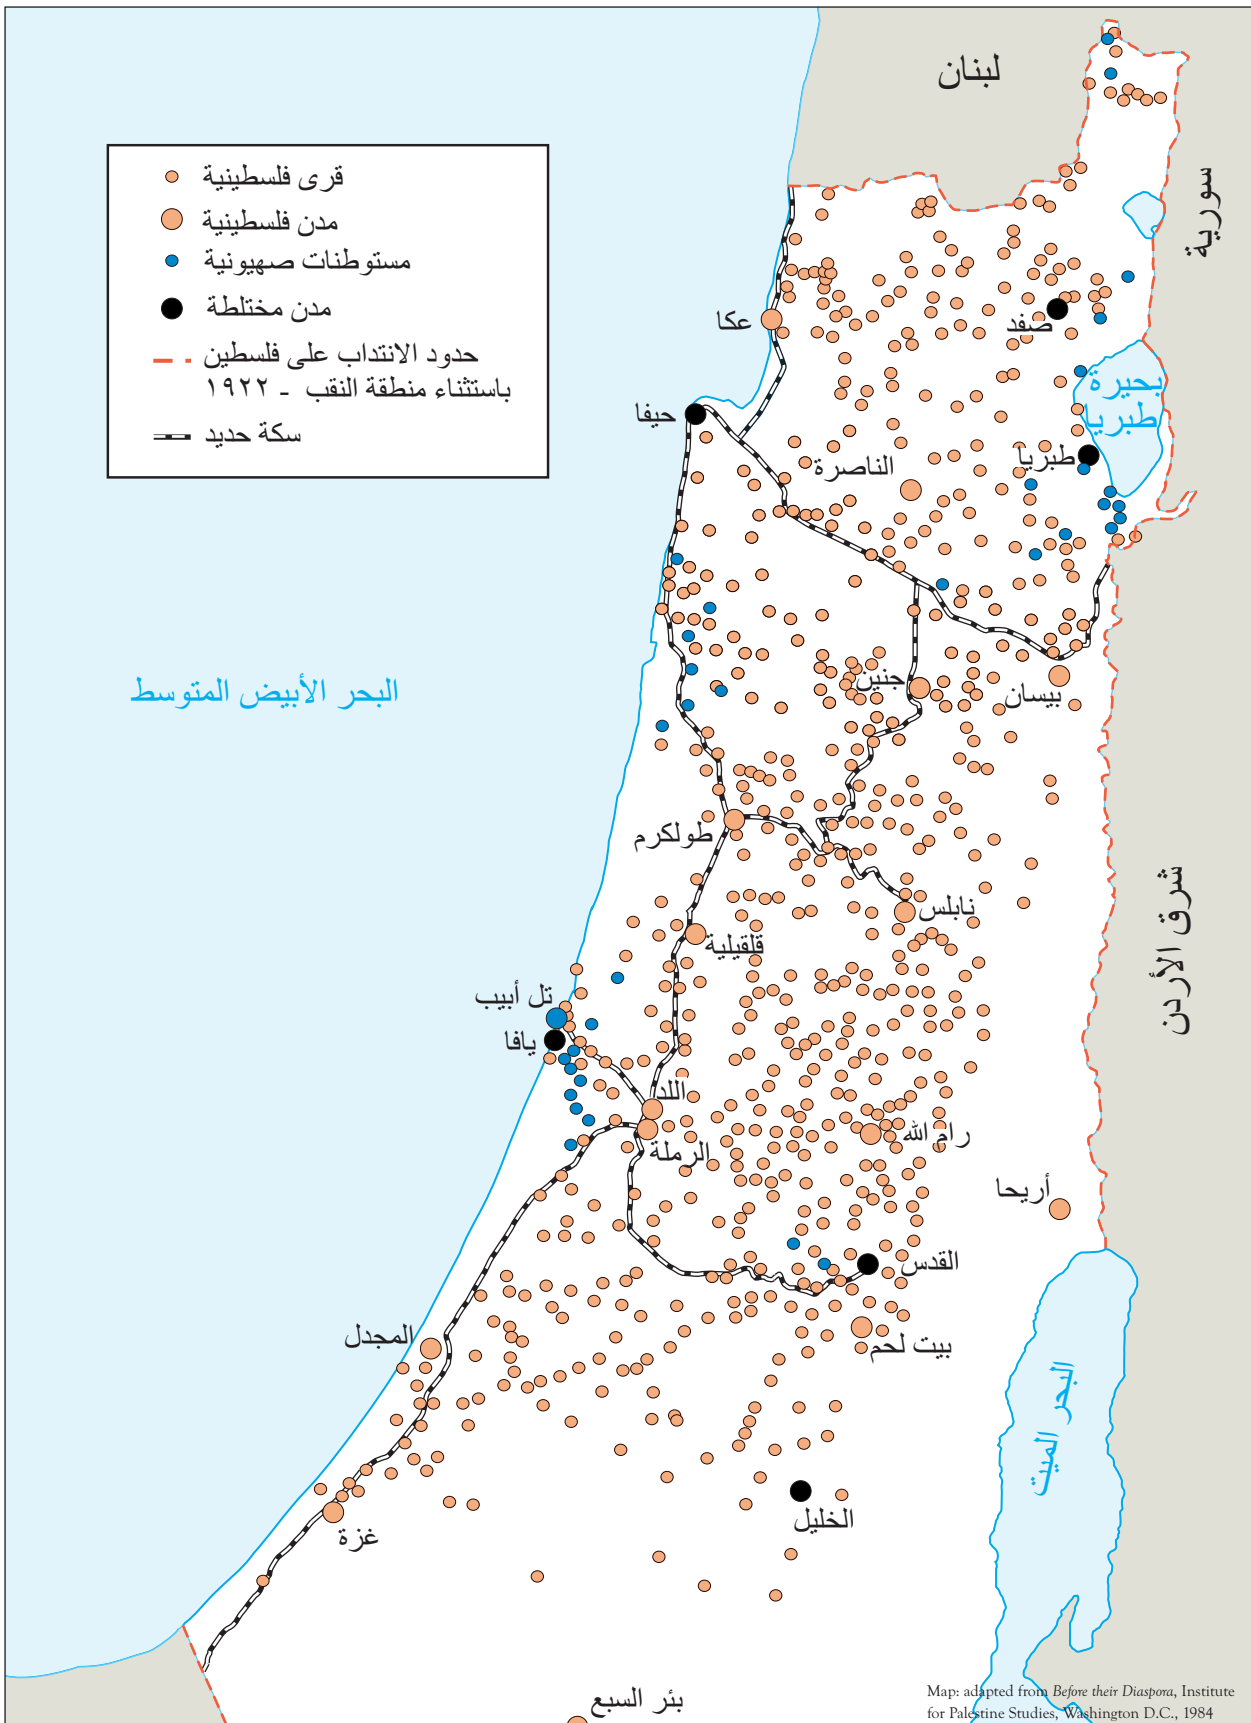 لبنان
سورية
قرى فلسطينية
مدن فلسطينية
مستوطنات صهيونية
مدن مختلطة
حدود الانتداب على فلسطين
باستثناء منطقة النقب - ١٩٢٢
سكة حديد
عكا
صفد
بحيرة
طبريا
حيفا
طبريا
الناصرة
البحر الأبيض المتوسط
جنين
بيسان
طولكرم
نابلس
قلقيلية
شرق الأردن
تل أبيب
يافا
اللد
الرملة
رام الله
أريحا
القدس
المجدل
بيت لحم
البحر الميت
الخليل
غزة
بئر السبع
Map: adapted from Before their Diaspora, Institute
for Palestine Studies, Washington D.C., 1984